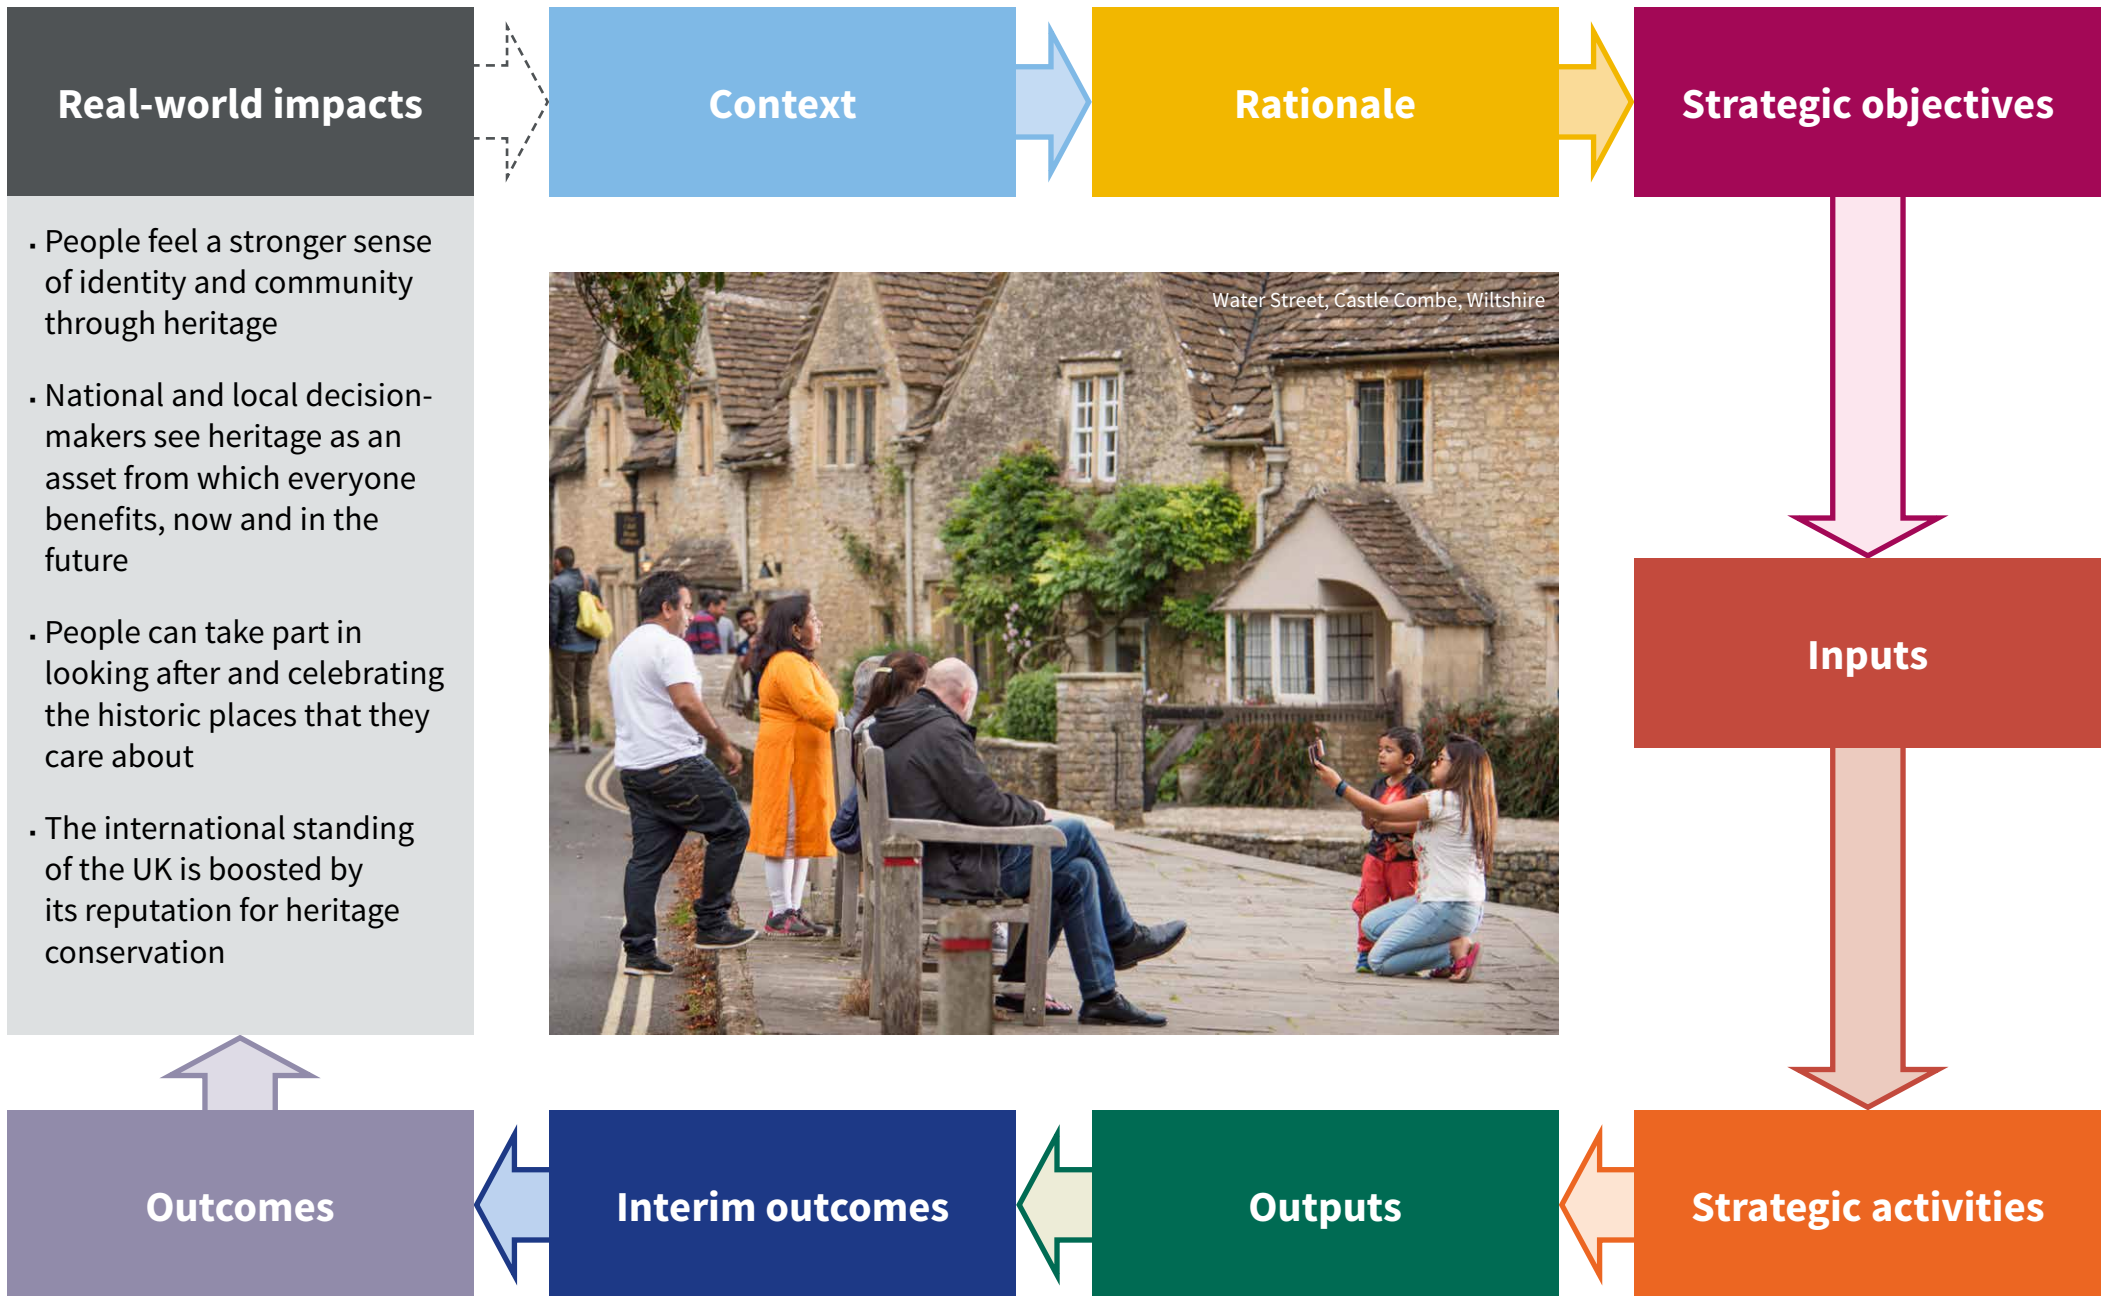 Real-world impacts
Context
Rationale
Strategic objectives
· People feel a stronger sense
of identity and community
through heritage
· National and local decision-
makers see heritage as an
asset from which everyone
benefits, now and in the
future
· People can take part in
looking after and celebrating
the historic places that they
care about
· The international standing
of the UK is boosted by
its reputation for heritage
conservation
Water Street, Castle Combe, Wiltshire
Inputs
Outcomes
Interim outcomes
Outputs
Strategic activities